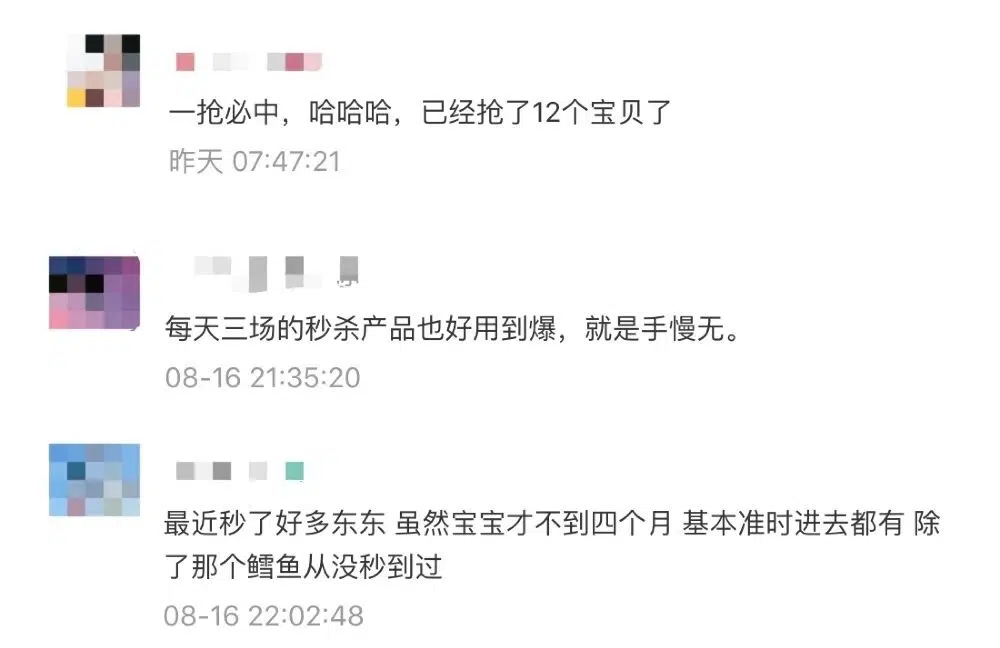 一抢必中，哈哈哈，已经抢了12个宝贝了
昨天 07:47:21
每天三场的秒杀产品也好用到爆，就是手慢无。
08-16 21:35:20
最近秒了好多东东 虽然宝宝才不到四个月 基本准时进去都有 除
了那个鳕鱼从没秒到过
08-16 22:02:48